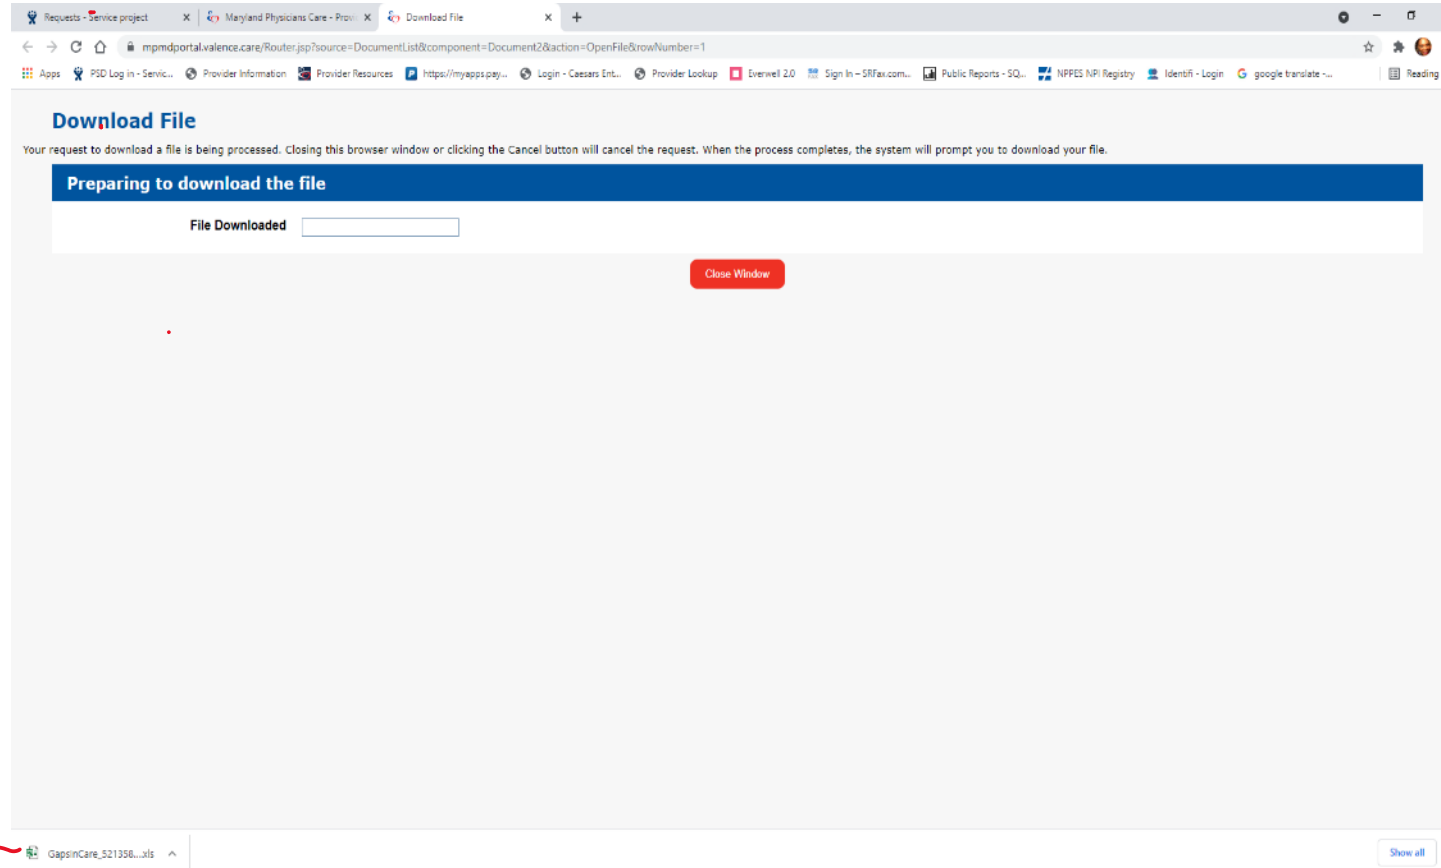 Requests - Service project
Maryland Physicians Care - Provi
Download File
mpmdportal.valence.care/Router.jsp?source=DocumentList&component=Document2&action=OpenFile&rowNumber=1
Apps PSD Log in - Servic... Provider Information Provider Resources https://myapps.pay... Login - Caesars Ent... Provider Lookup Everwell 2.0 Sign In – SRFax.com... Public Reports - SQ... NPPES NPI Registry Identifi - Login google translate -... Reading
Download File
Your request to download a file is being processed. Closing this browser window or clicking the Cancel button will cancel the request. When the process completes, the system will prompt you to download your file.
Preparing to download the file
File Downloaded
Close Window
GapsInCare_521358....xls
Show all